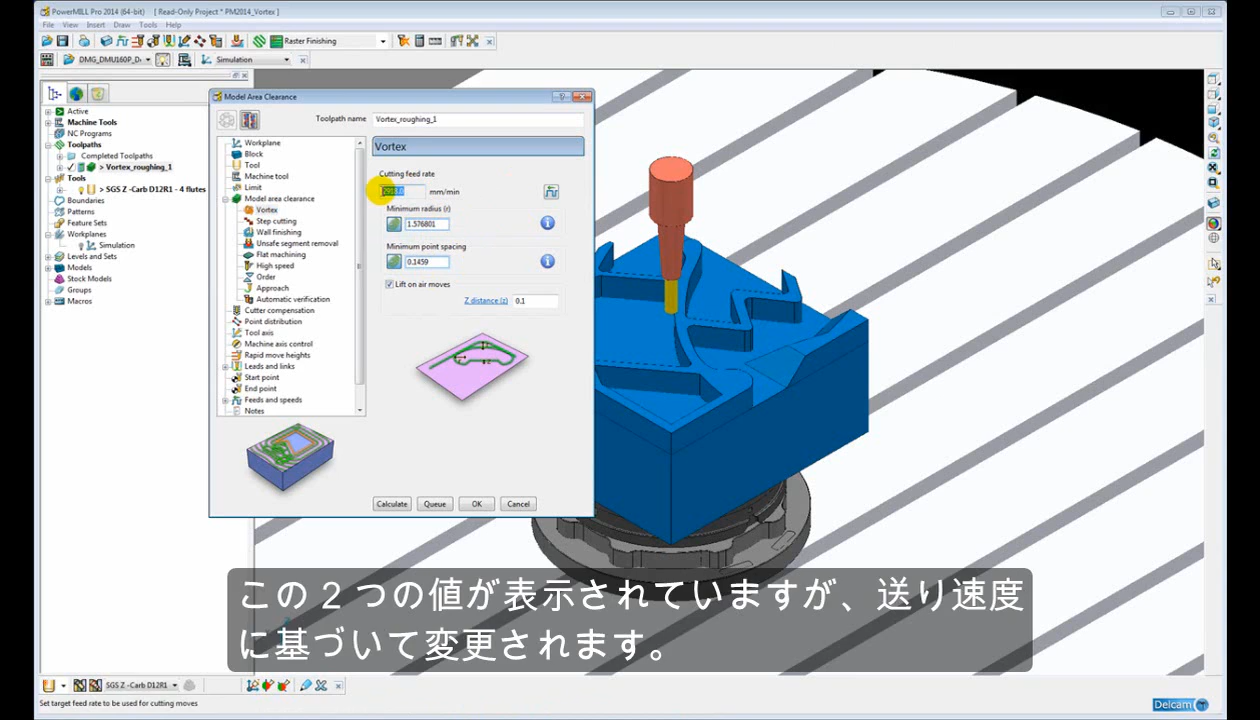 PowerMILL Pro 2014 (64-bit) [ Read-Only Project * PM2014_Vortex ]
File View Insert Draw Tools Help
Raster Finishing
DMG_DMU160P_D Simulation
Active
Machine Tools
NC Programs
Toolpaths
Completed Toolpaths
> Vortex_roughing_1
Tools
> SGS Z -Carb D12R1 - 4 flutes
Boundaries
Patterns
Feature Sets
Workplanes
Simulation
Levels and Sets
Models
Stock Models
Groups
Macros
Model Area Clearance
Toolpath name Vortex_roughing_1
Workplane
Block
Tool
Machine tool
Limit
Model area clearance
Vortex
Step cutting
Wall finishing
Unsafe segment removal
Flat machining
High speed
Order
Approach
Automatic verification
Cutter compensation
Point distribution
Tool axis
Machine axis control
Rapid move heights
Leads and links
Start point
End point
Feeds and speeds
Notes
Vortex
Cutting feed rate
mm/min
Minimum radius (r)
1.576801
Minimum point spacing
0.1459
Lift on air moves
Z distance (z) 0.1
Calculate Queue OK Cancel
この２つの値が表示されていますが、送り速度
に基づいて変更されます。
SGS Z -Carb D12R1
Set target feed rate to be used for cutting moves
Delcam